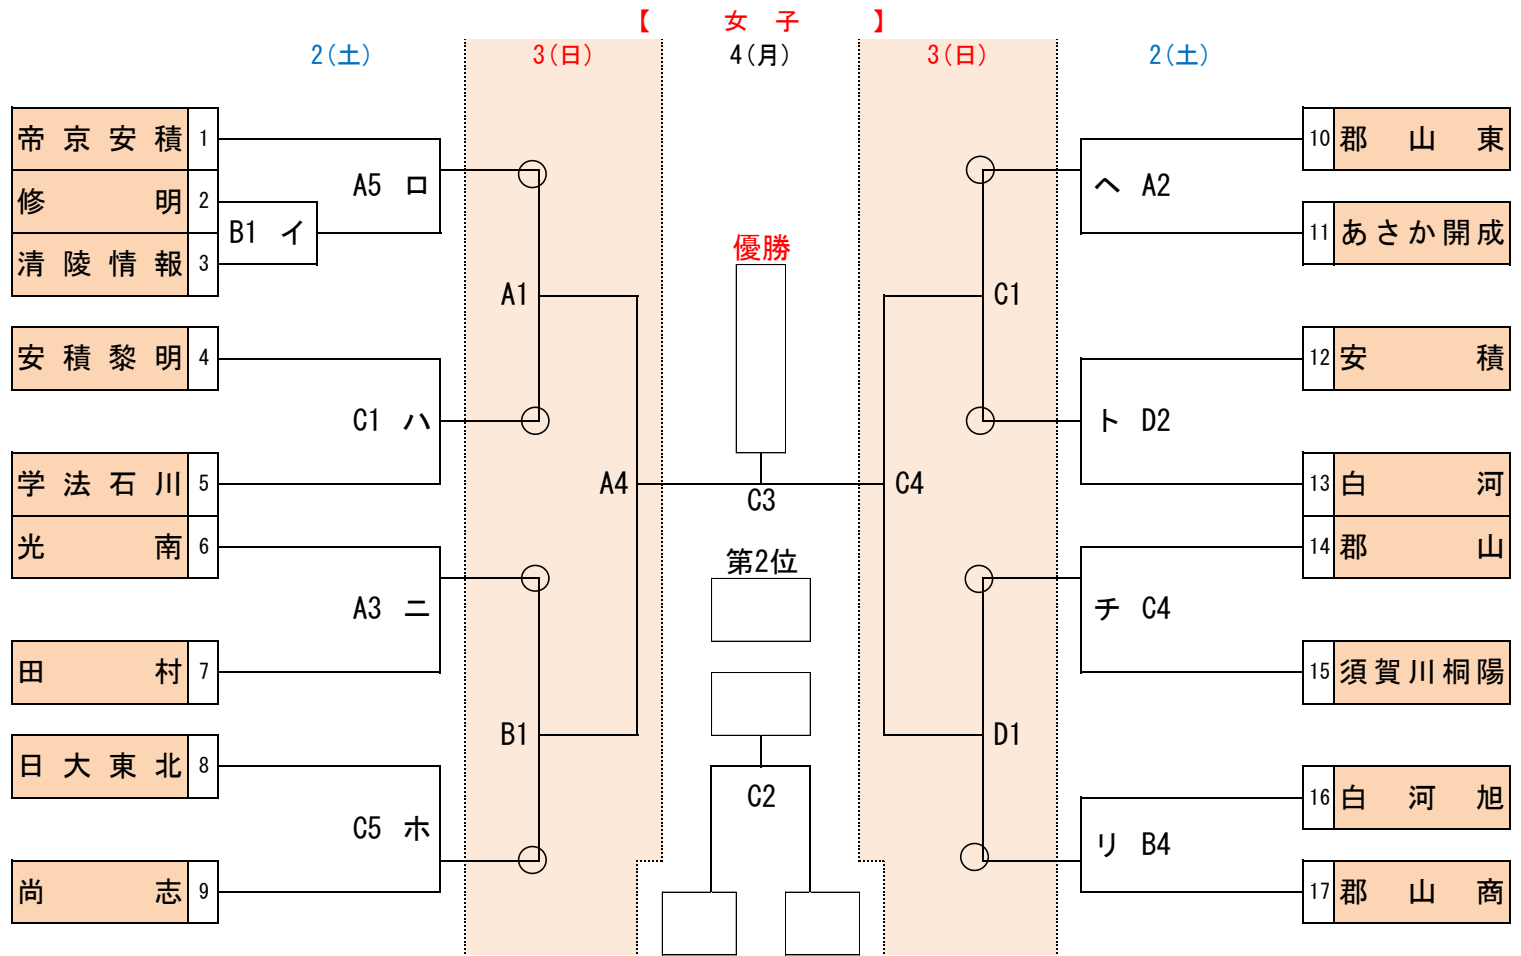 【 女 子 】
2(土) 3(日) 4(月) 3(日) 2(土)
帝京安積 1
修明 2
清陵情報 3
安積黎明 4
学法石川 5
光南 6
田村 7
日大東北 8
尚志 9
A5 ロ
B1 イ
C1 ハ
A3 ニ
C5 ホ
A1
B1
A4
優勝
C3
第2位
C2
C4
C1
D1
ヘ A2
ト D2
チ C4
リ B4
10 郡山東
11 あさか開成
12 安積
13 白河
14 郡山
15 須賀川桐陽
16 白河旭
17 郡山商